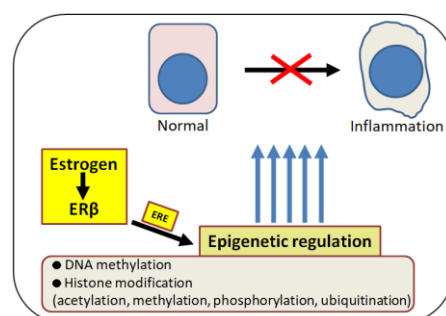 Normal
Inflammation
Estrogen
ERβ
ERE
Epigenetic regulation
● DNA methylation
● Histone modification
(acetylation, methylation, phosphorylation, ubiquitination)